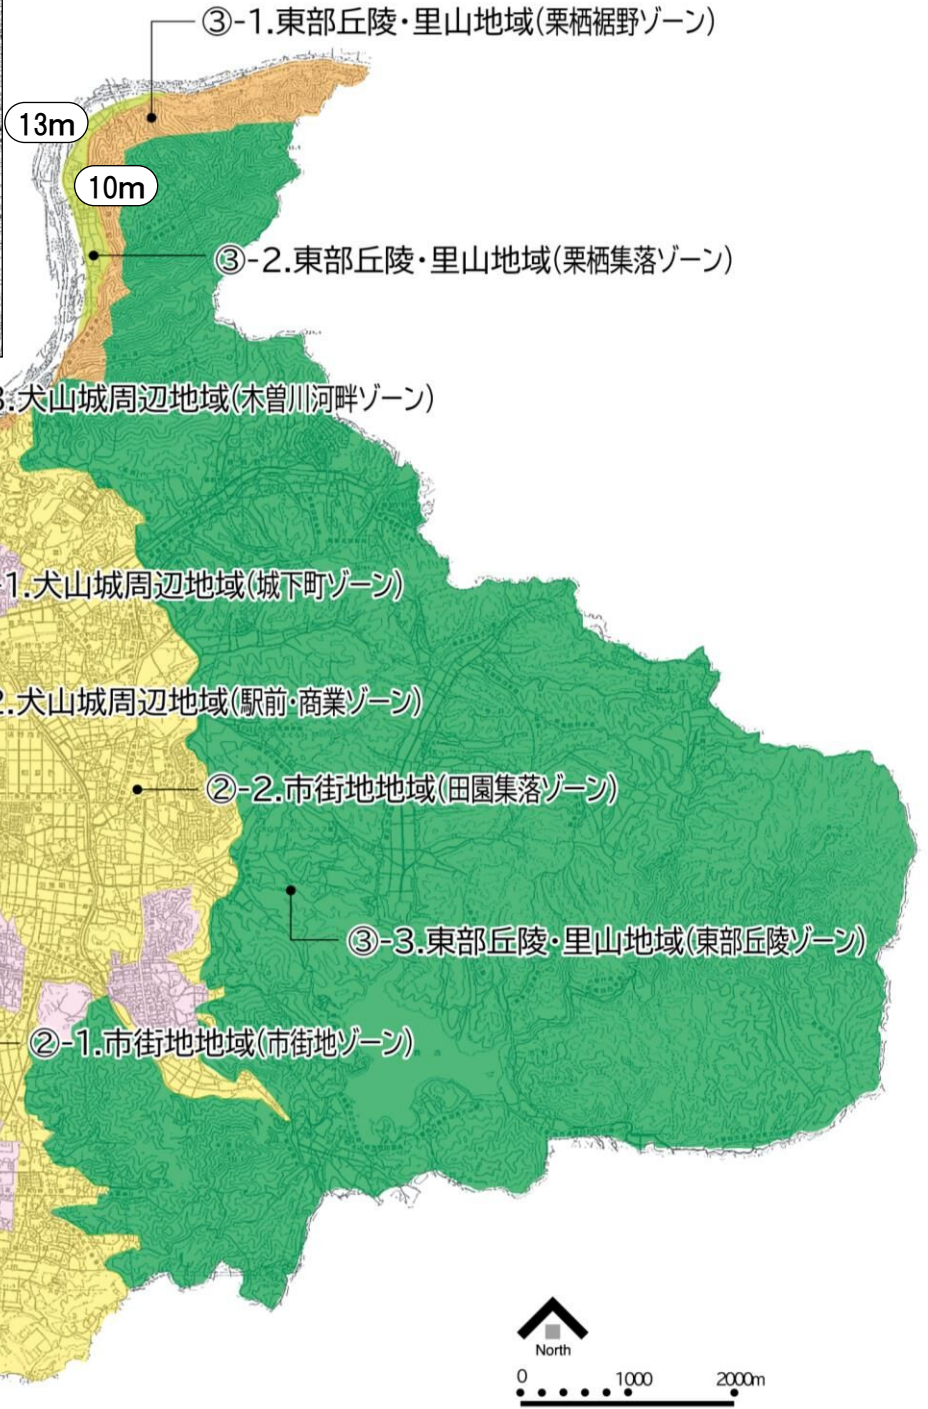 ③-1.東部丘陵・里山地域(栗栖裾野ゾーン)
13m
10m
③-2.東部丘陵・里山地域(栗栖集落ゾーン)
3.犬山城周辺地域(木曽川河畔ゾーン)
-1.犬山城周辺地域(城下町ゾーン)
2.犬山城周辺地域(駅前・商業ゾーン)
②-2.市街地地域(田園集落ゾーン)
③-3.東部丘陵・里山地域(東部丘陵ゾーン)
②-1.市街地地域(市街地ゾーン)
North
0 1000 2000m